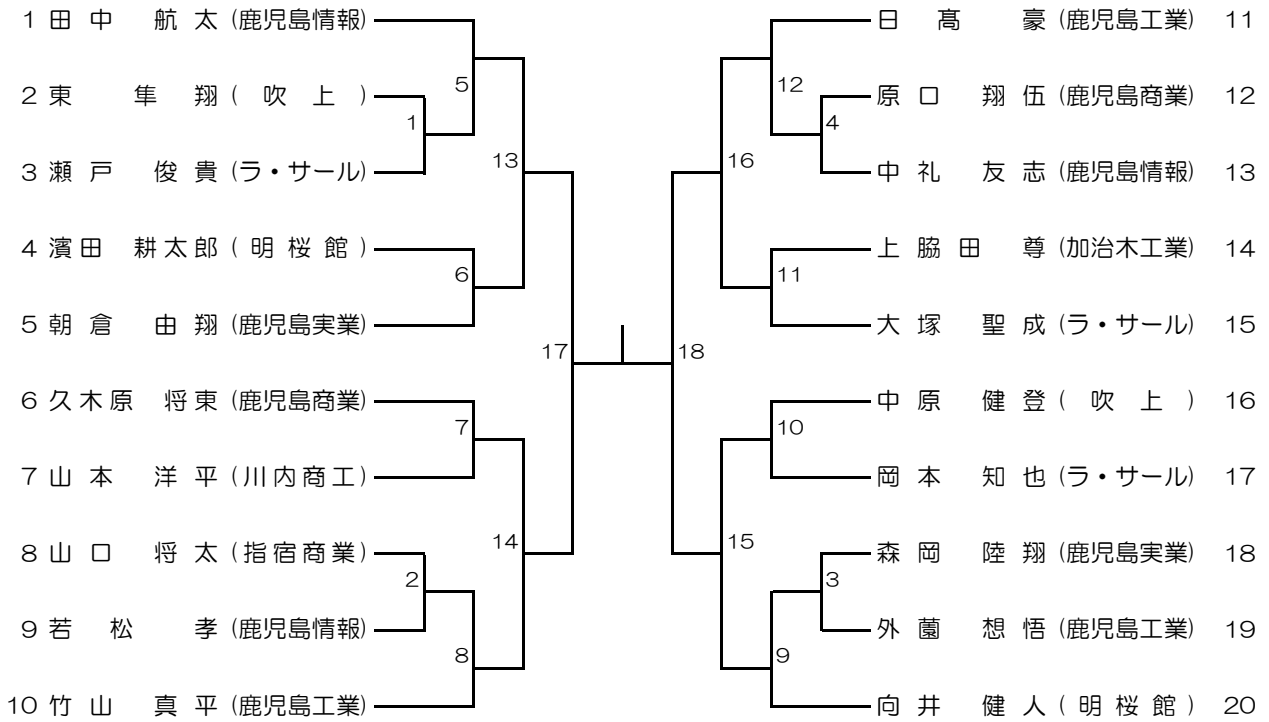 1 田中 航太 (鹿児島情報)
2 東 隼翔 (吹上)
3 瀬戸 俊貴 (ラ・サール)
4 濱田 耕太郎 (明桜館)
5 朝倉 由翔 (鹿児島実業)
6 久木原 将東 (鹿児島商業)
7 山本 洋平 (川内商工)
8 山口 将太 (指宿商業)
9 若松 孝 (鹿児島情報)
10 竹山 真平 (鹿児島工業)
5
1
13
6
17
7
14
2
8
12
4
16
11
18
10
15
3
9
日髙 豪 (鹿児島工業) 11
原口 翔伍 (鹿児島商業) 12
中礼 友志 (鹿児島情報) 13
上脇田 尊 (加治木工業) 14
大塚 聖成 (ラ・サール) 15
中原 健登 (吹上) 16
岡本 知也 (ラ・サール) 17
森岡 陸翔 (鹿児島実業) 18
外薗 想悟 (鹿児島工業) 19
向井 健人 (明桜館) 20